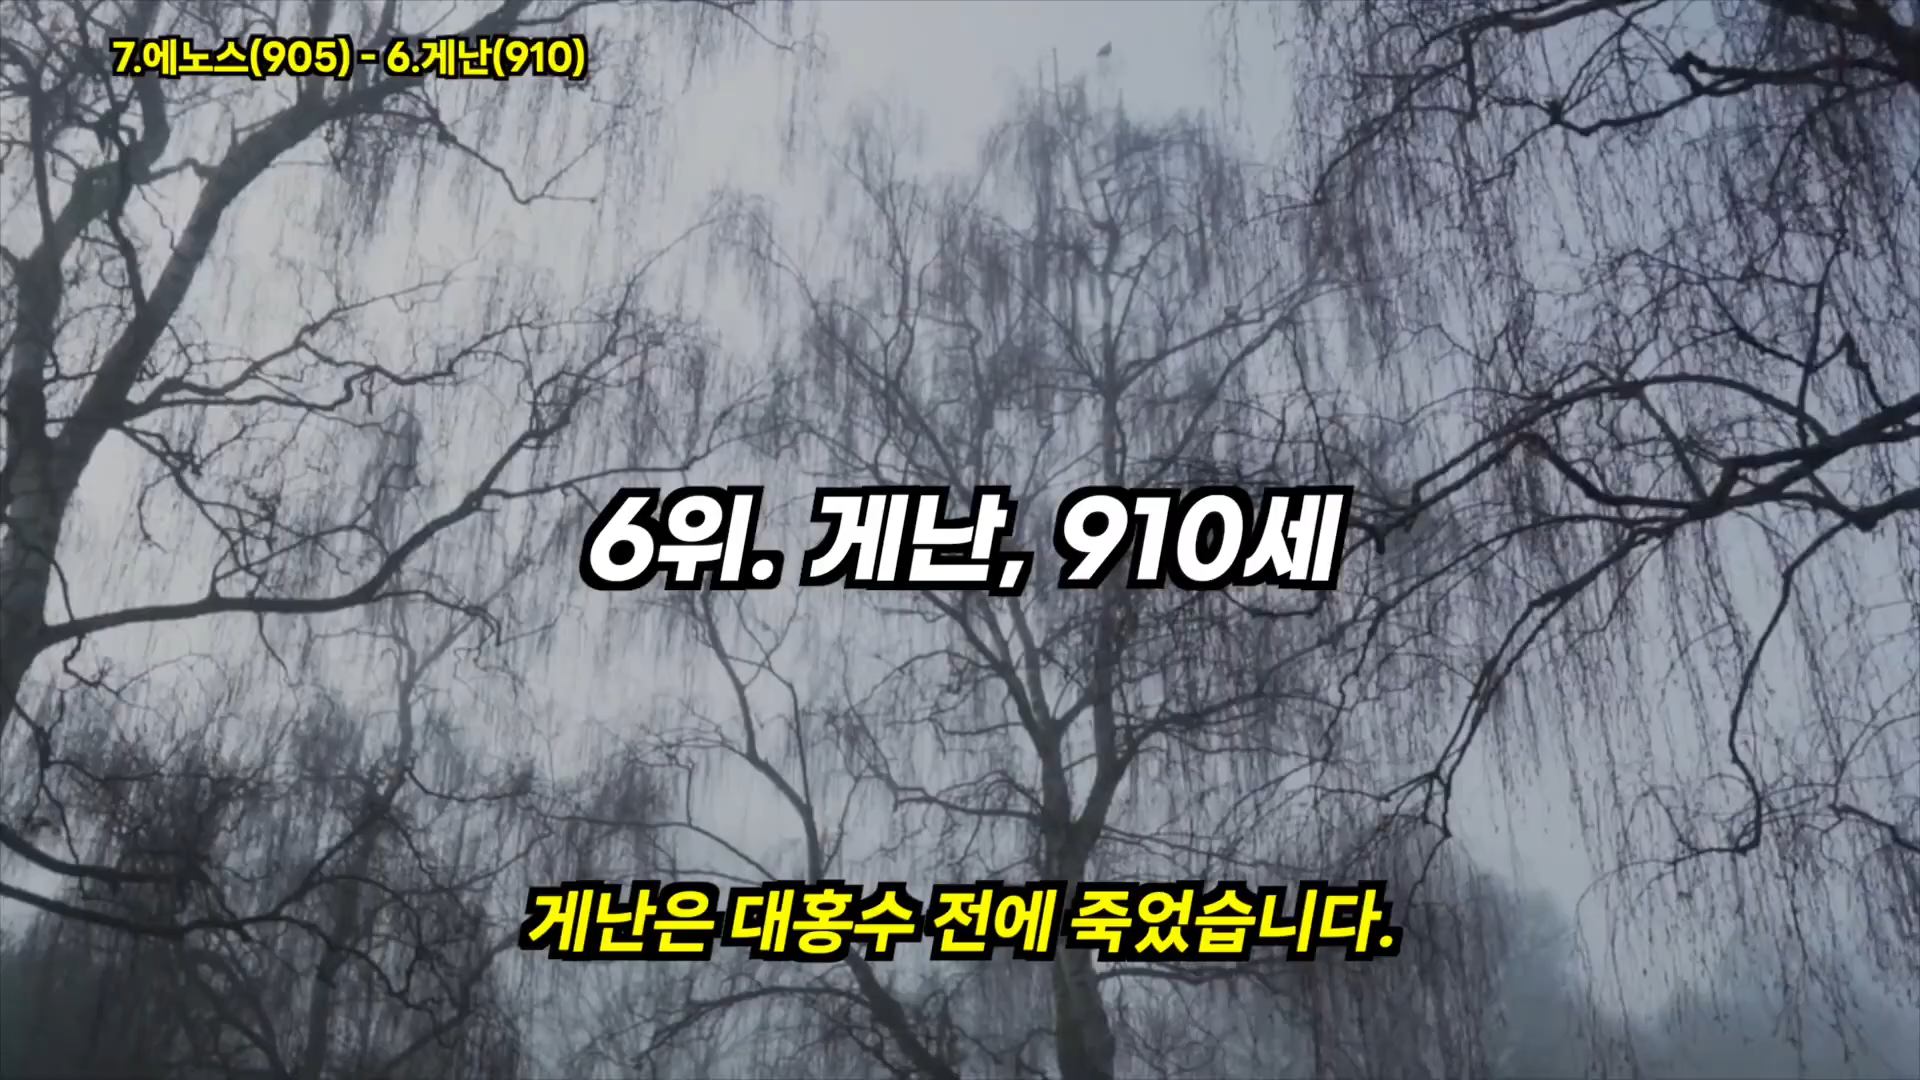 7.에노스(905) - 6.게난(910)
6위. 게난, 910세
게난은 대홍수 전에 죽었습니다.